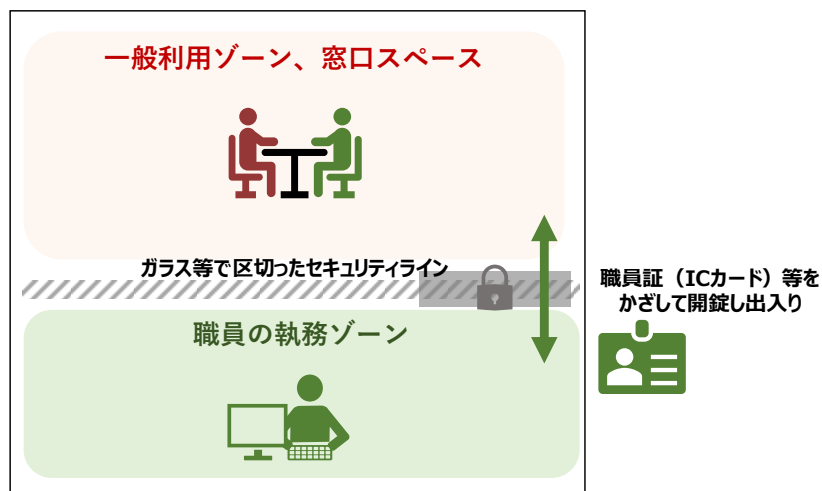 一般利用ゾーン、窓口スペース
ガラス等で区切ったセキュリティライン
職員証（ICカード）等を
かざして開錠し出入り
職員の執務ゾーン